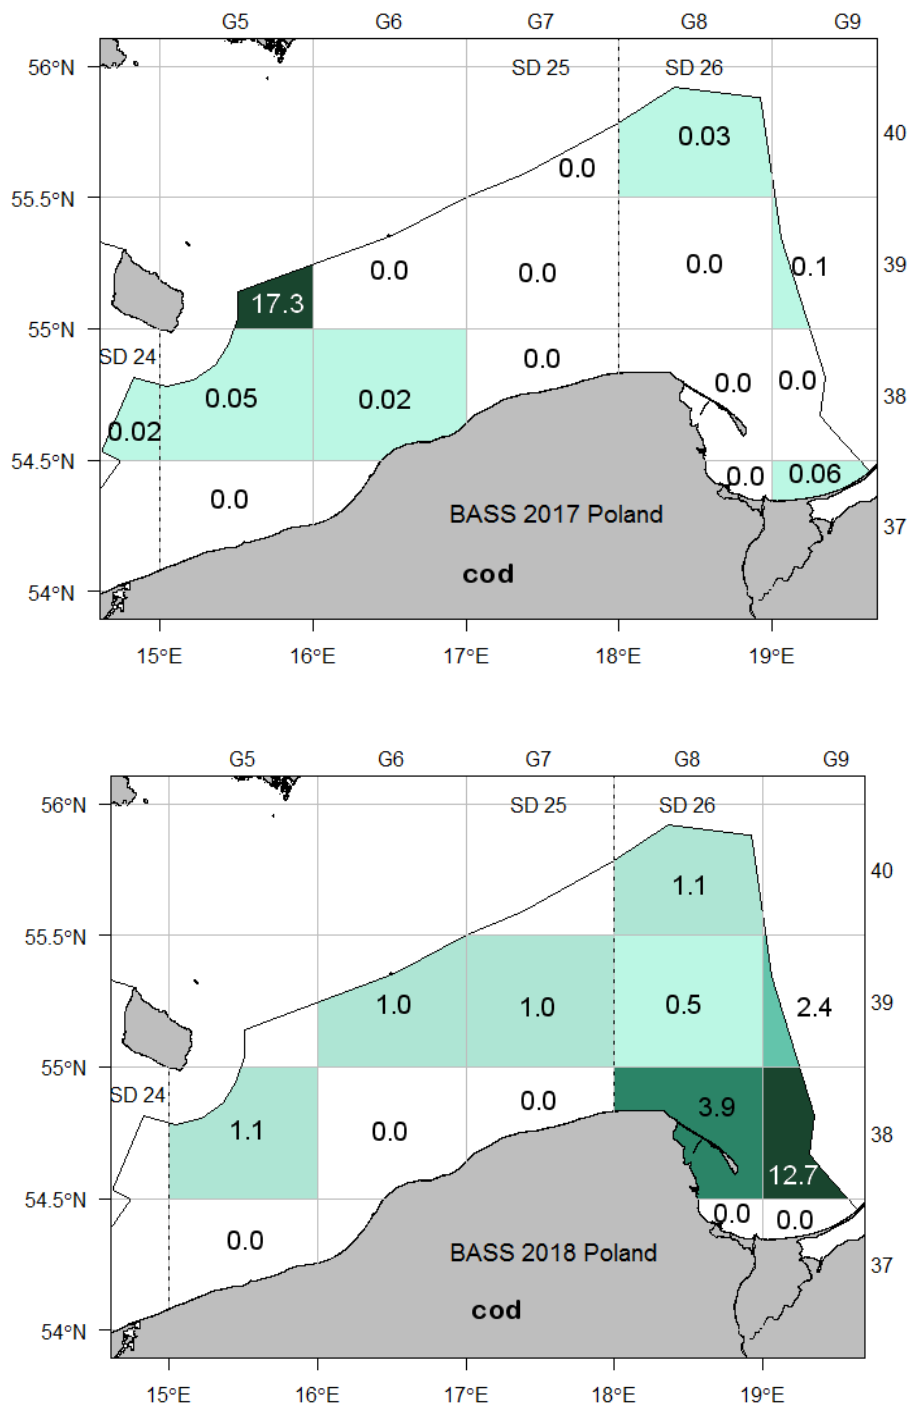 G5 G6 G7 G8 G9
56°N SD 25 SD 26
0.03 40
0.0
55.5°N
0.0 0.0 0.0 0.1 39
17.3
55°N
SD 24 0.0
0.05 0.02 0.0 0.0 38
0.02
54.5°N
0.0 0.0 0.06
BASS 2017 Poland 37
cod
54°N
15°E 16°E 17°E 18°E 19°E
G5 G6 G7 G8 G9
56°N SD 25 SD 26
1.1 40
55.5°N
1.0 1.0 0.5 2.4 39
55°N
SD 24 0.0 3.9
1.1 0.0 38
12.7
54.5°N
0.0 0.0
0.0
BASS 2018 Poland 37
cod
54°N
15°E 16°E 17°E 18°E 19°E